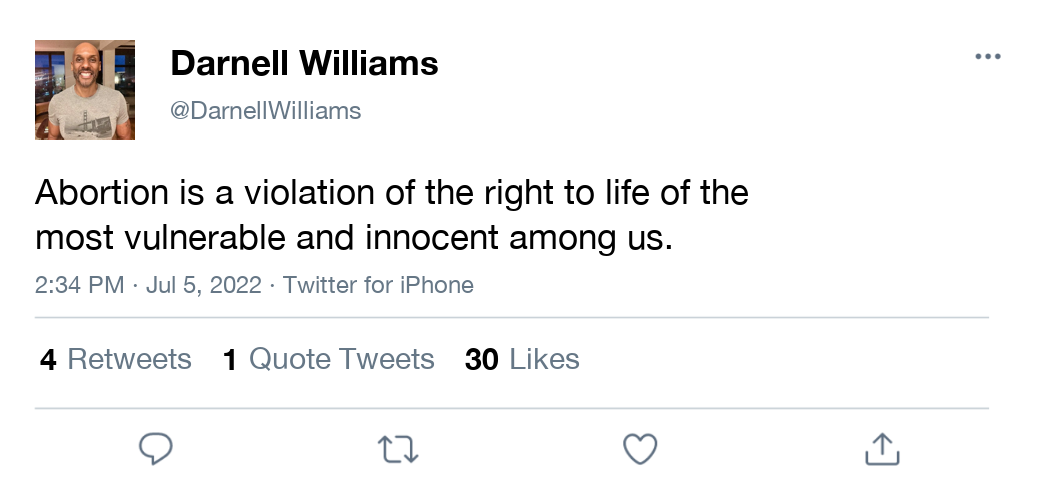 Darnell Williams
@DarnellWilliams
Abortion is a violation of the right to life of the
most vulnerable and innocent among us.
2:34 PM · Jul 5, 2022 · Twitter for iPhone
4 Retweets 1 Quote Tweets 30 Likes